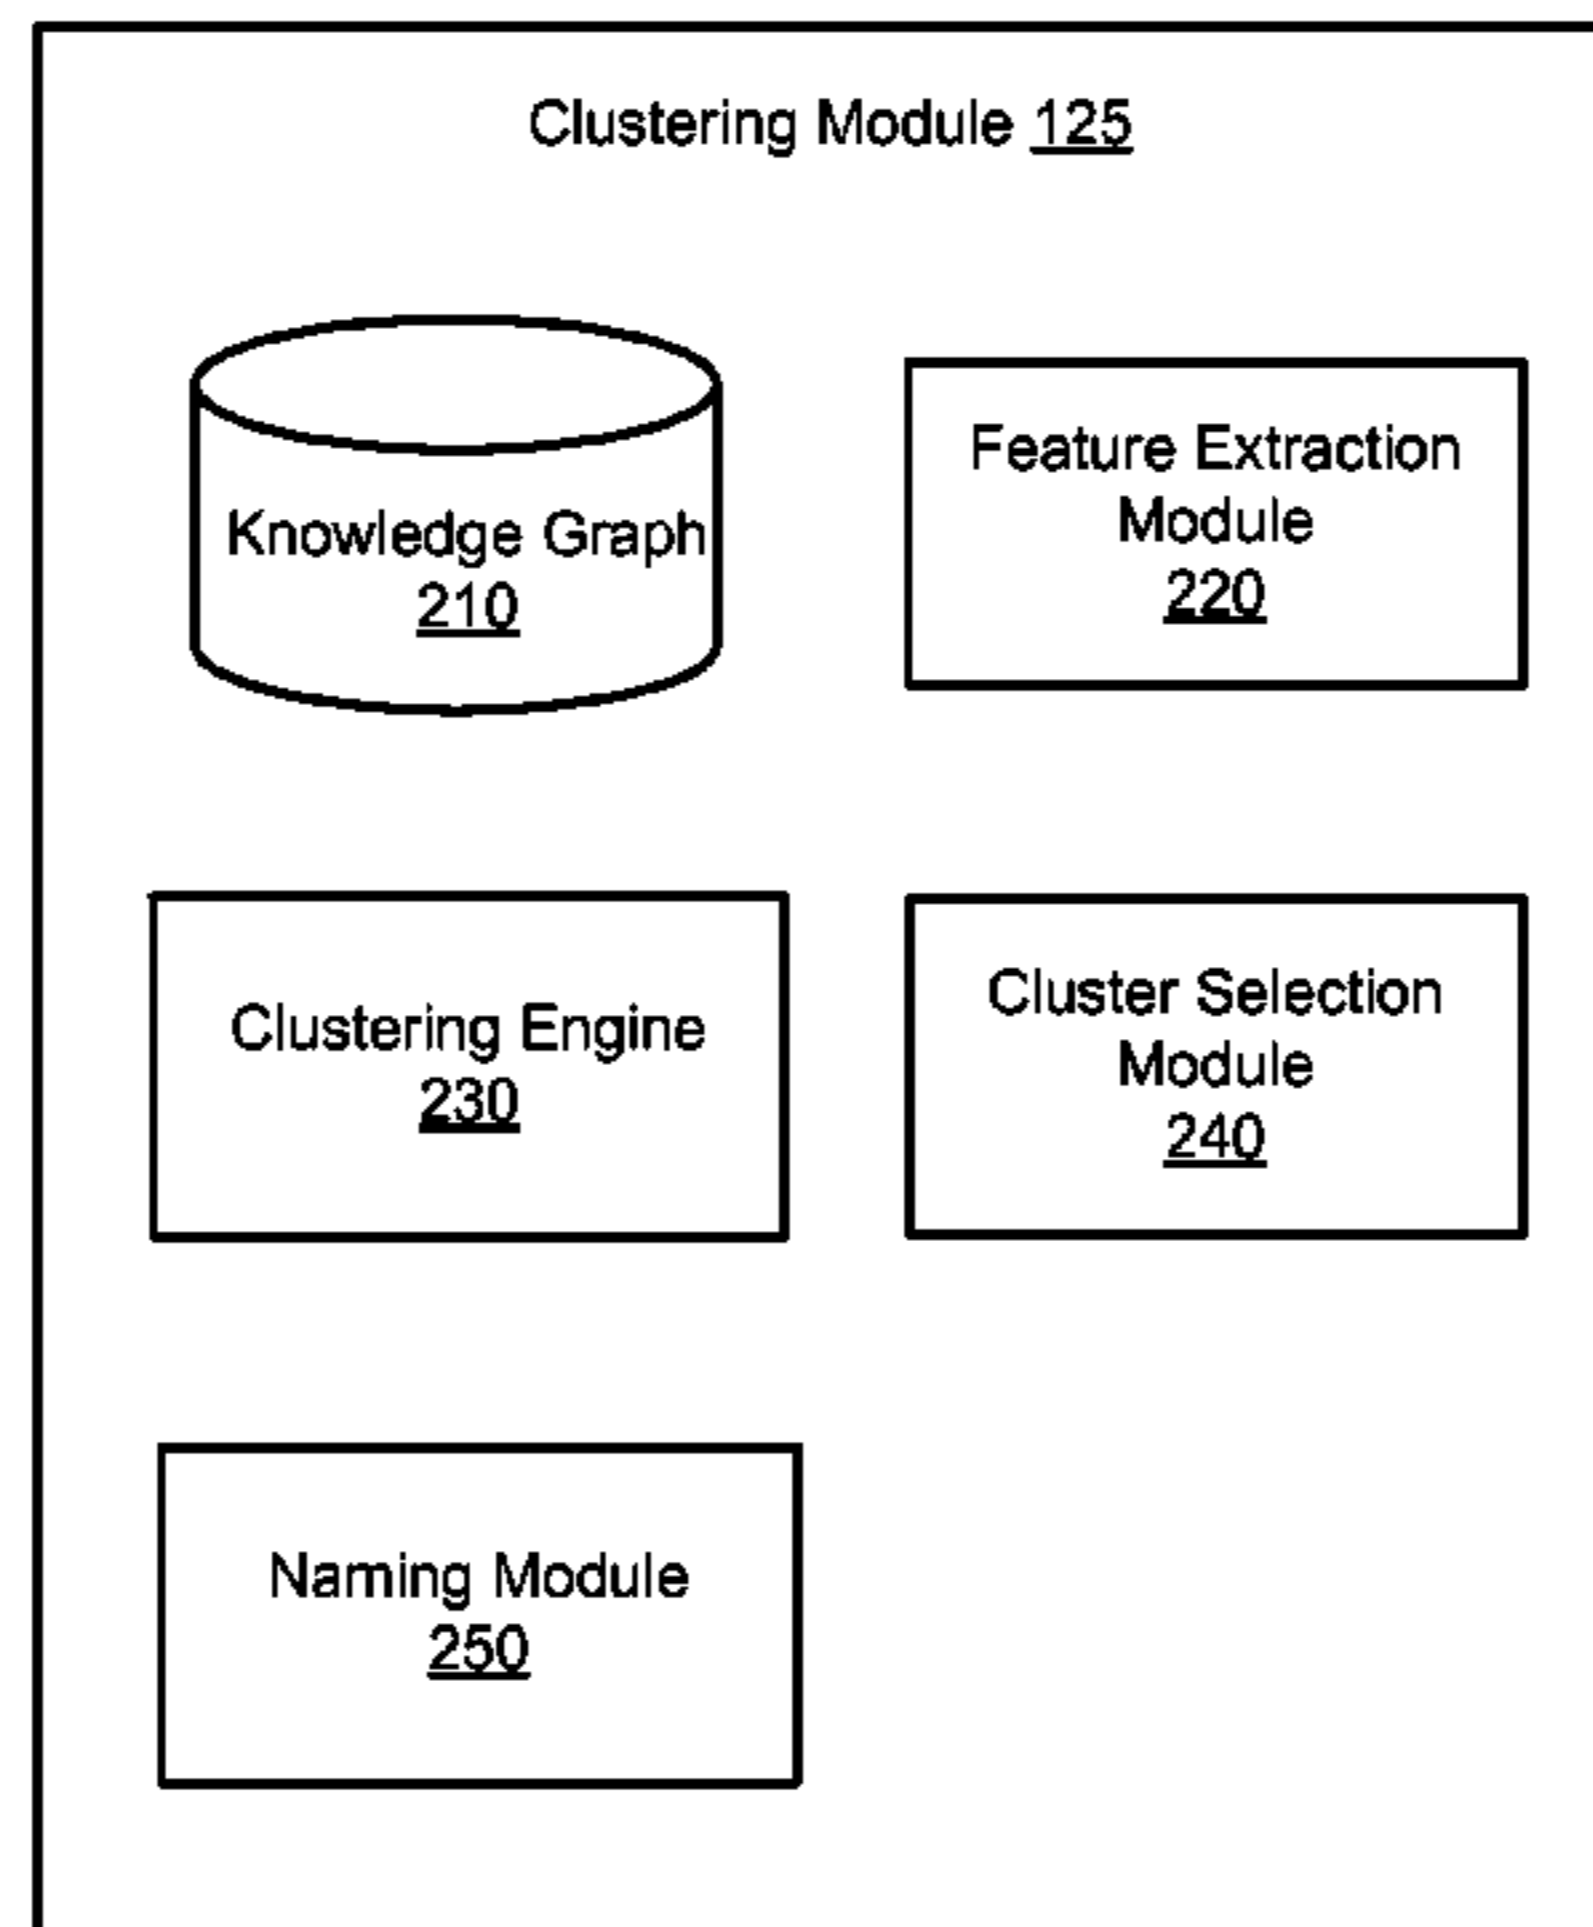 Clustering Module 125
Knowledge Graph
210
Feature Extraction
Module
220
Clustering Engine
230
Cluster Selection
Module
240
Naming Module
250